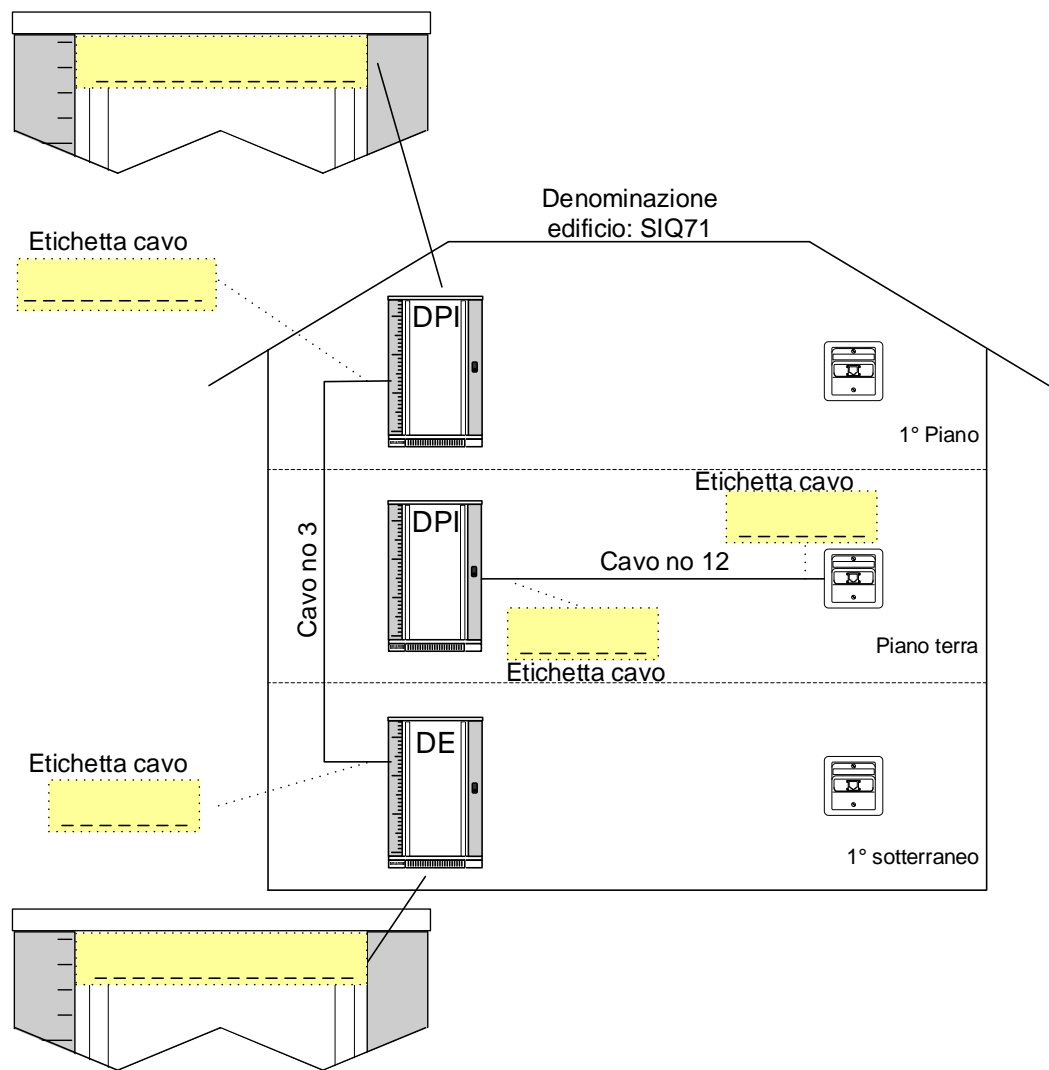 Denominazione
edificio: SIQ71
Etichetta cavo
DPI
1° Piano
Etichetta cavo
DPI
Cavo no 3
Cavo no 12
Piano terra
Etichetta cavo
DE
Etichetta cavo
1° sotterraneo